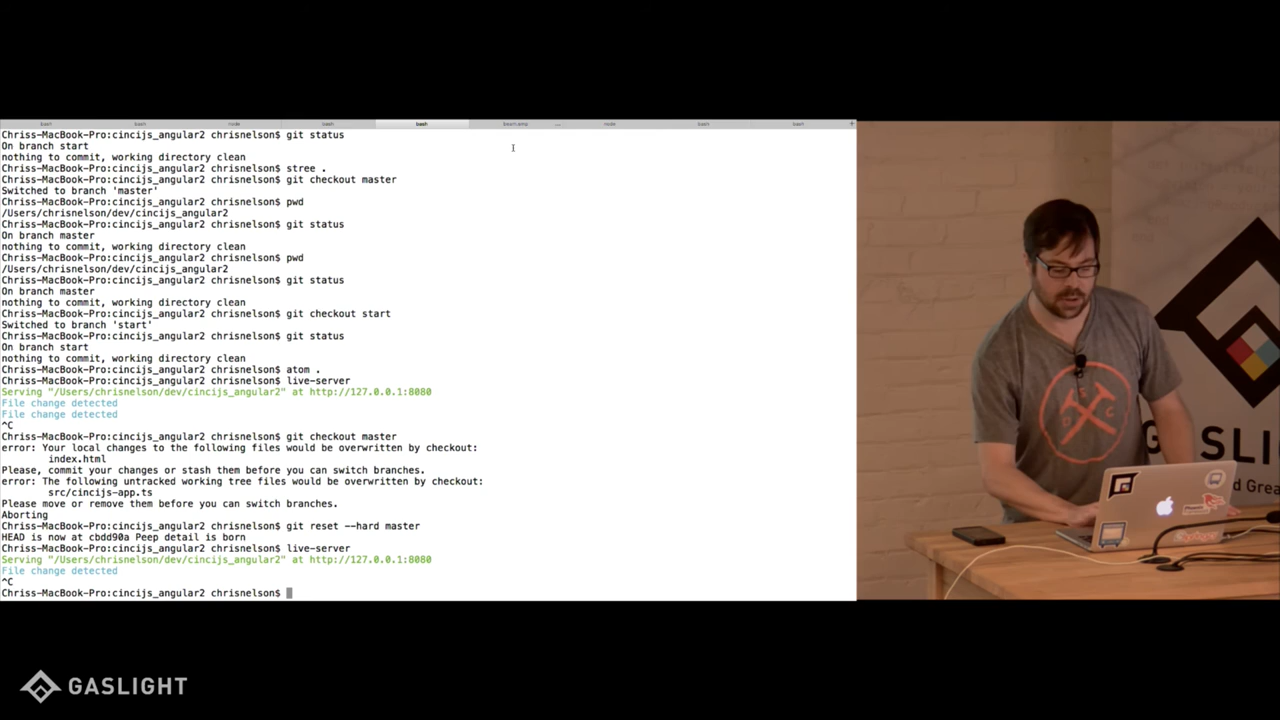 bash bash node bash bash beam.smp ... node bash bash +
Chriss-MacBook-Pro:cincijs_angular2 chrisnelson$ git status
On branch start
nothing to commit, working directory clean
Chriss-MacBook-Pro:cincijs_angular2 chrisnelson$ stree .
Chriss-MacBook-Pro:cincijs_angular2 chrisnelson$ git checkout master
Switched to branch 'master'
Chriss-MacBook-Pro:cincijs_angular2 chrisnelson$ pwd
/Users/chrisnelson/dev/cincijs_angular2
Chriss-MacBook-Pro:cincijs_angular2 chrisnelson$ git status
On branch master
nothing to commit, working directory clean
Chriss-MacBook-Pro:cincijs_angular2 chrisnelson$ pwd
/Users/chrisnelson/dev/cincijs_angular2
Chriss-MacBook-Pro:cincijs_angular2 chrisnelson$ git status
On branch master
nothing to commit, working directory clean
Chriss-MacBook-Pro:cincijs_angular2 chrisnelson$ git checkout start
Switched to branch 'start'
Chriss-MacBook-Pro:cincijs_angular2 chrisnelson$ git status
On branch start
nothing to commit, working directory clean
Chriss-MacBook-Pro:cincijs_angular2 chrisnelson$ atom .
Chriss-MacBook-Pro:cincijs_angular2 chrisnelson$ live-server
Serving "/Users/chrisnelson/dev/cincijs_angular2" at http://127.0.0.1:8080
File change detected
File change detected
^C
Chriss-MacBook-Pro:cincijs_angular2 chrisnelson$ git checkout master
error: Your local changes to the following files would be overwritten by checkout:
index.html
Please, commit your changes or stash them before you can switch branches.
error: The following untracked working tree files would be overwritten by checkout:
src/cincijs-app.ts
Please move or remove them before you can switch branches.
Aborting
Chriss-MacBook-Pro:cincijs_angular2 chrisnelson$ git reset --hard master
HEAD is now at cbdd90a Peep detail is born
Chriss-MacBook-Pro:cincijs_angular2 chrisnelson$ live-server
Serving "/Users/chrisnelson/dev/cincijs_angular2" at http://127.0.0.1:8080
File change detected
^C
Chriss-MacBook-Pro:cincijs_angular2 chrisnelson$
GASLIGHT
d Grea
GASLIGHT